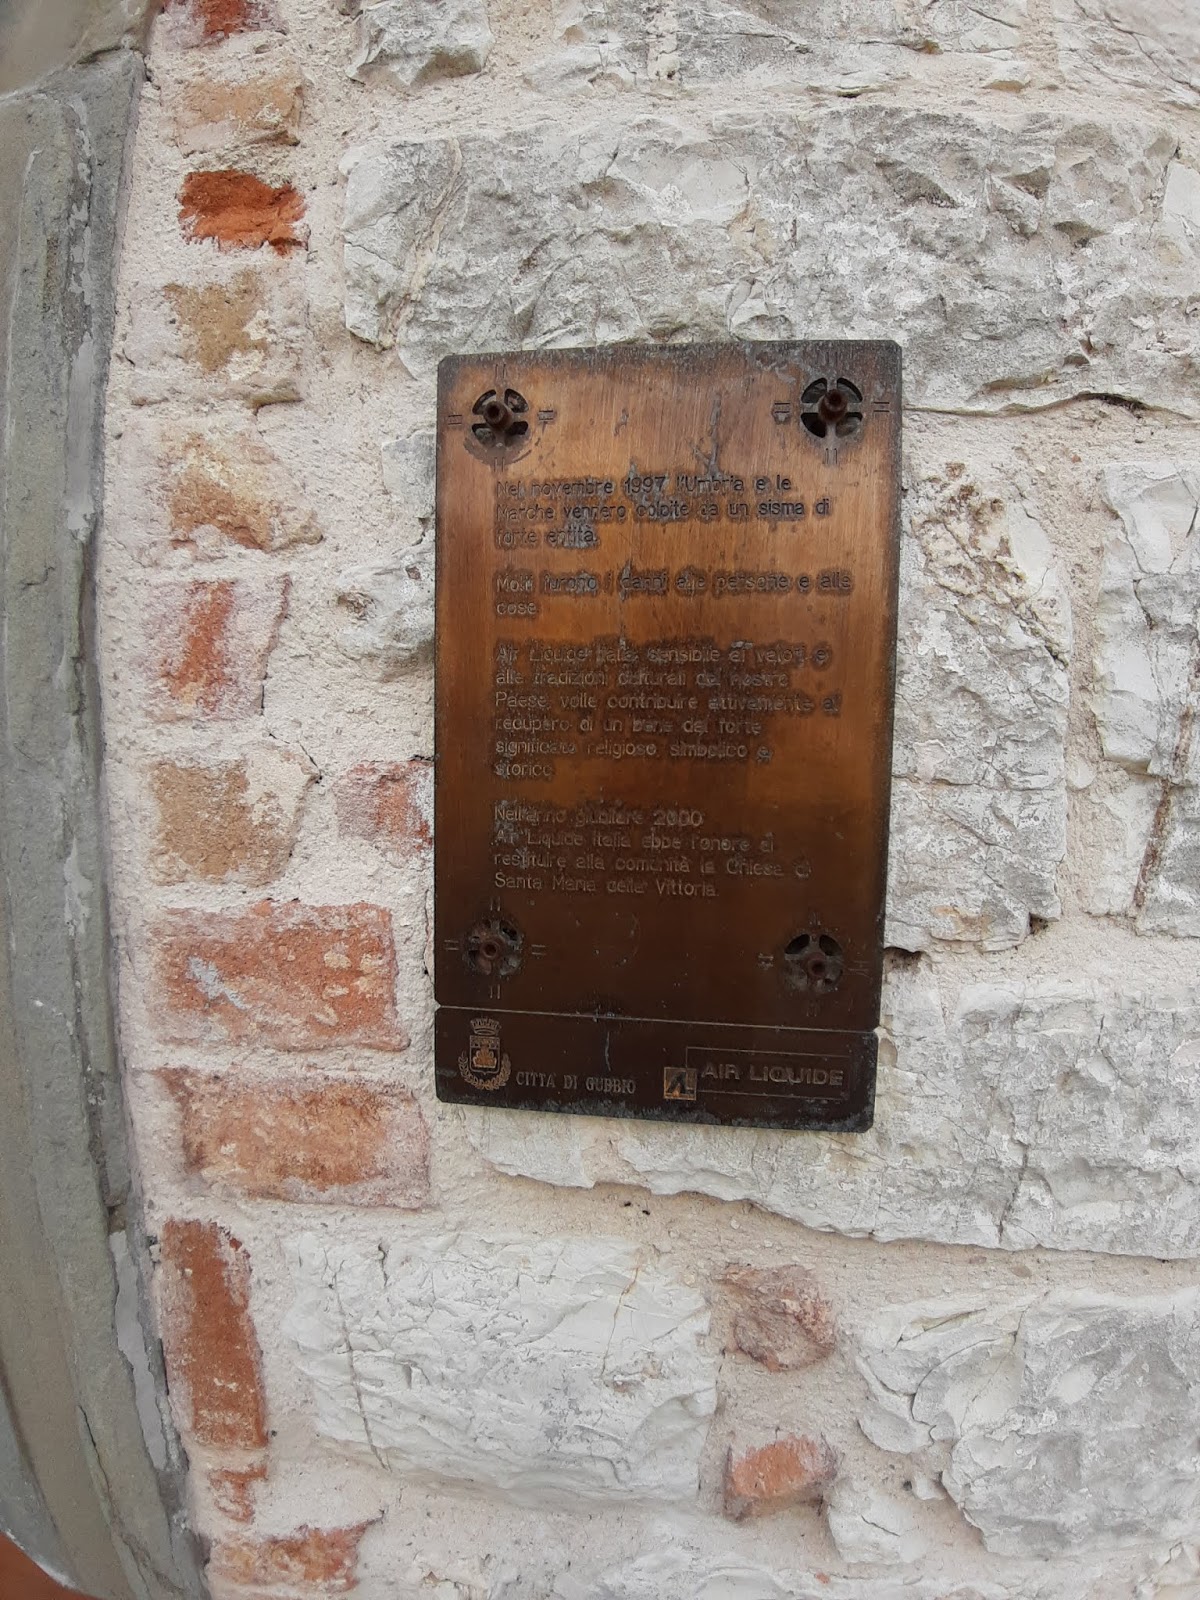 Nel novembre 1997 l'Umbria e le
Marche vennero colpite da un sisma di
forte entità.
Molti furono i danni alle persone e alle
cose.
Air Liquide Italia, sensibile ai valori e
alle tradizioni culturali del nostro
Paese, volle contribuire attivamente al
recupero di un bene dal forte
significato religioso, simbolico e
storico.
Nell'anno giubilare 2000
Air Liquide Italia ebbe l'onore di
restituire alla comunità la Chiesa di
Santa Maria della Vittoria.
CITTA' DI GUBBIO
AIR LIQUIDE